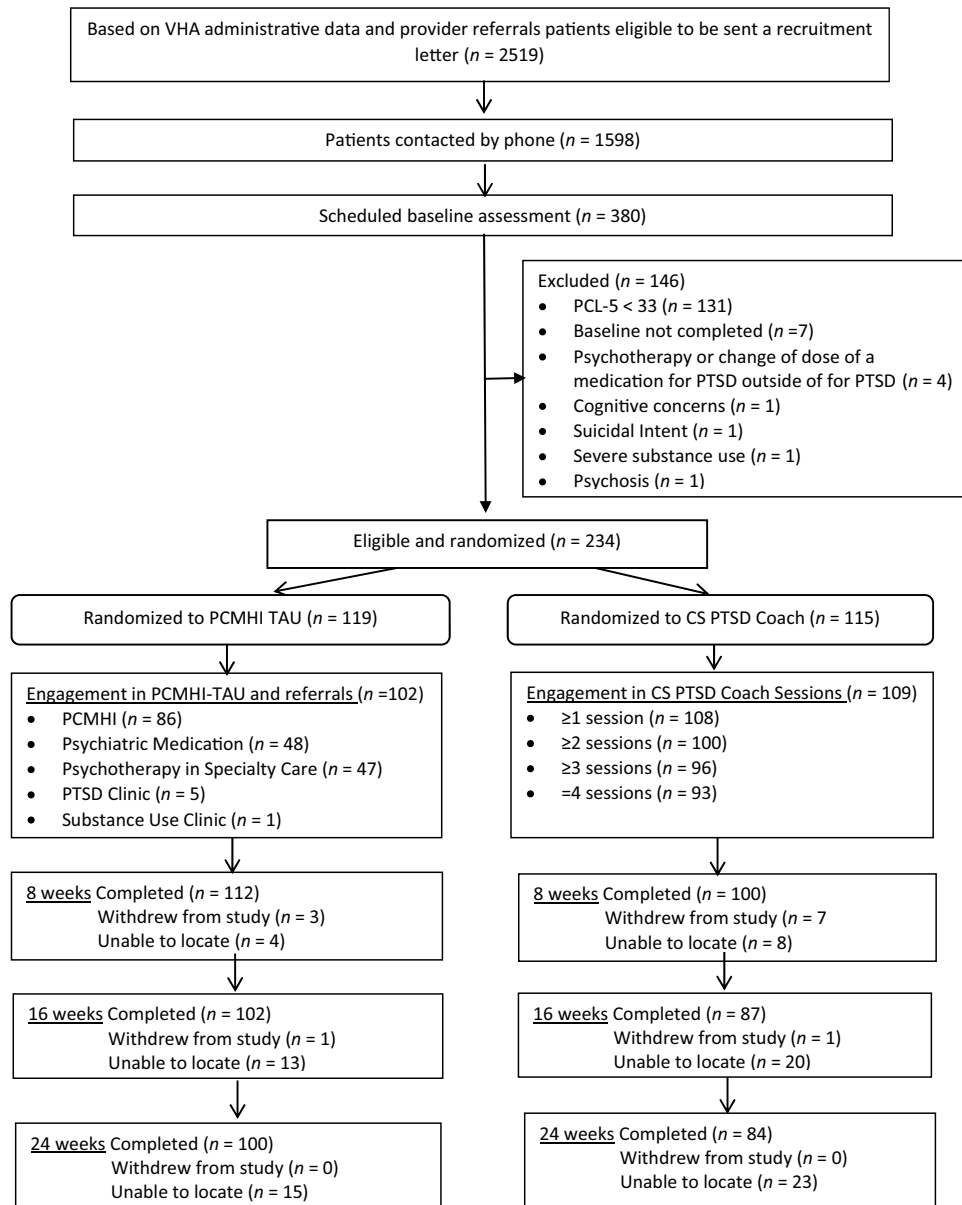 Based on VHA administrative data and provider referrals patients eligible to be sent a recruitment
letter (n = 2519)
Patients contacted by phone (n = 1598)
Scheduled baseline assessment (n = 380)
Excluded (n = 146)
• PCL-5 < 33 (n = 131)
• Baseline not completed (n =7)
• Psychotherapy or change of dose of a
medication for PTSD outside of for PTSD (n = 4)
• Cognitive concerns (n = 1)
• Suicidal Intent (n = 1)
• Severe substance use (n = 1)
• Psychosis (n = 1)
Eligible and randomized (n = 234)
Randomized to PCMHI TAU (n = 119)
Engagement in PCMHI-TAU and referrals (n =102)
• PCMHI (n = 86)
• Psychiatric Medication (n = 48)
• Psychotherapy in Specialty Care (n = 47)
• PTSD Clinic (n = 5)
• Substance Use Clinic (n = 1)
8 weeks Completed (n = 112)
Withdrew from study (n = 3)
Unable to locate (n = 4)
16 weeks Completed (n = 102)
Withdrew from study (n = 1)
Unable to locate (n = 13)
24 weeks Completed (n = 100)
Withdrew from study (n = 0)
Unable to locate (n = 15)
Randomized to CS PTSD Coach (n = 115)
Engagement in CS PTSD Coach Sessions (n = 109)
• ≥1 session (n = 108)
• ≥2 sessions (n = 100)
• ≥3 sessions (n = 96)
• =4 sessions (n = 93)
8 weeks Completed (n = 100)
Withdrew from study (n = 7
Unable to locate (n = 8)
16 weeks Completed (n = 87)
Withdrew from study (n = 1)
Unable to locate (n = 20)
24 weeks Completed (n = 84)
Withdrew from study (n = 0)
Unable to locate (n = 23)